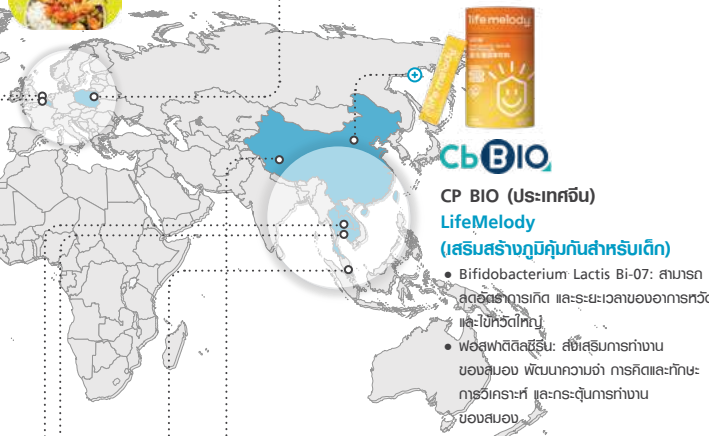 life melody
life melody
CP BIO
CP BIO (ประเทศจีน)
LifeMelody
(เสริมสร้างภูมิคุ้มกันสำหรับเด็ก)
• Bifidobacterium Lactis Bi-07: สามารถ
ลดอัตราการเกิด และระยะเวลาของอาการหวัด
และไข้หวัดใหญ่
• ฟอสฟาติดิลซีรีน: ส่งเสริมการทำงาน
ของสมอง พัฒนาความจำ การคิดและทักษะ
การวิเคราะห์ และกระตุ้นการทำงาน
ของสมอง